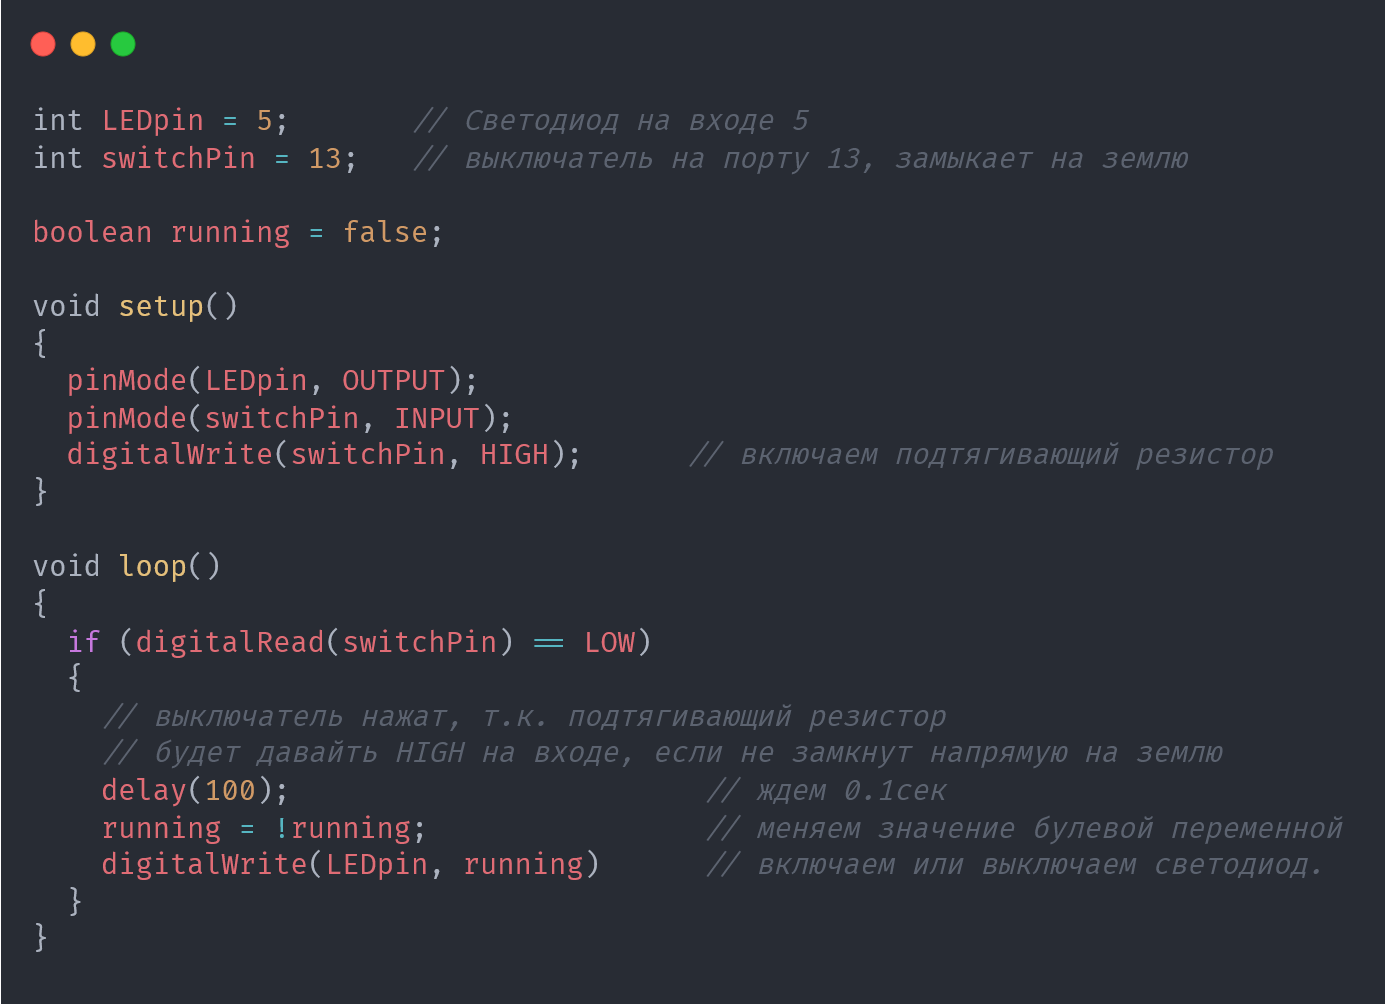 int LEDpin = 5;       // Светодиод на входе 5
int switchPin = 13;   // выключатель на порту 13, замыкает на землю
boolean running = false;
void setup()
{
  pinMode(LEDpin, OUTPUT);
  pinMode(switchPin, INPUT);
  digitalWrite(switchPin, HIGH);      // включаем подтягивающий резистор
}
void loop()
{
  if (digitalRead(switchPin) == LOW)
  {
    // выключатель нажат, т.к. подтягивающий резистор
    // будет давайть HIGH на входе, если не замкнут напрямую на землю
    delay(100);                        // ждем 0.1сек
    running = !running;                // меняем значение булевой переменной
    digitalWrite(LEDpin, running)      // включаем или выключаем светодиод.
  }
}